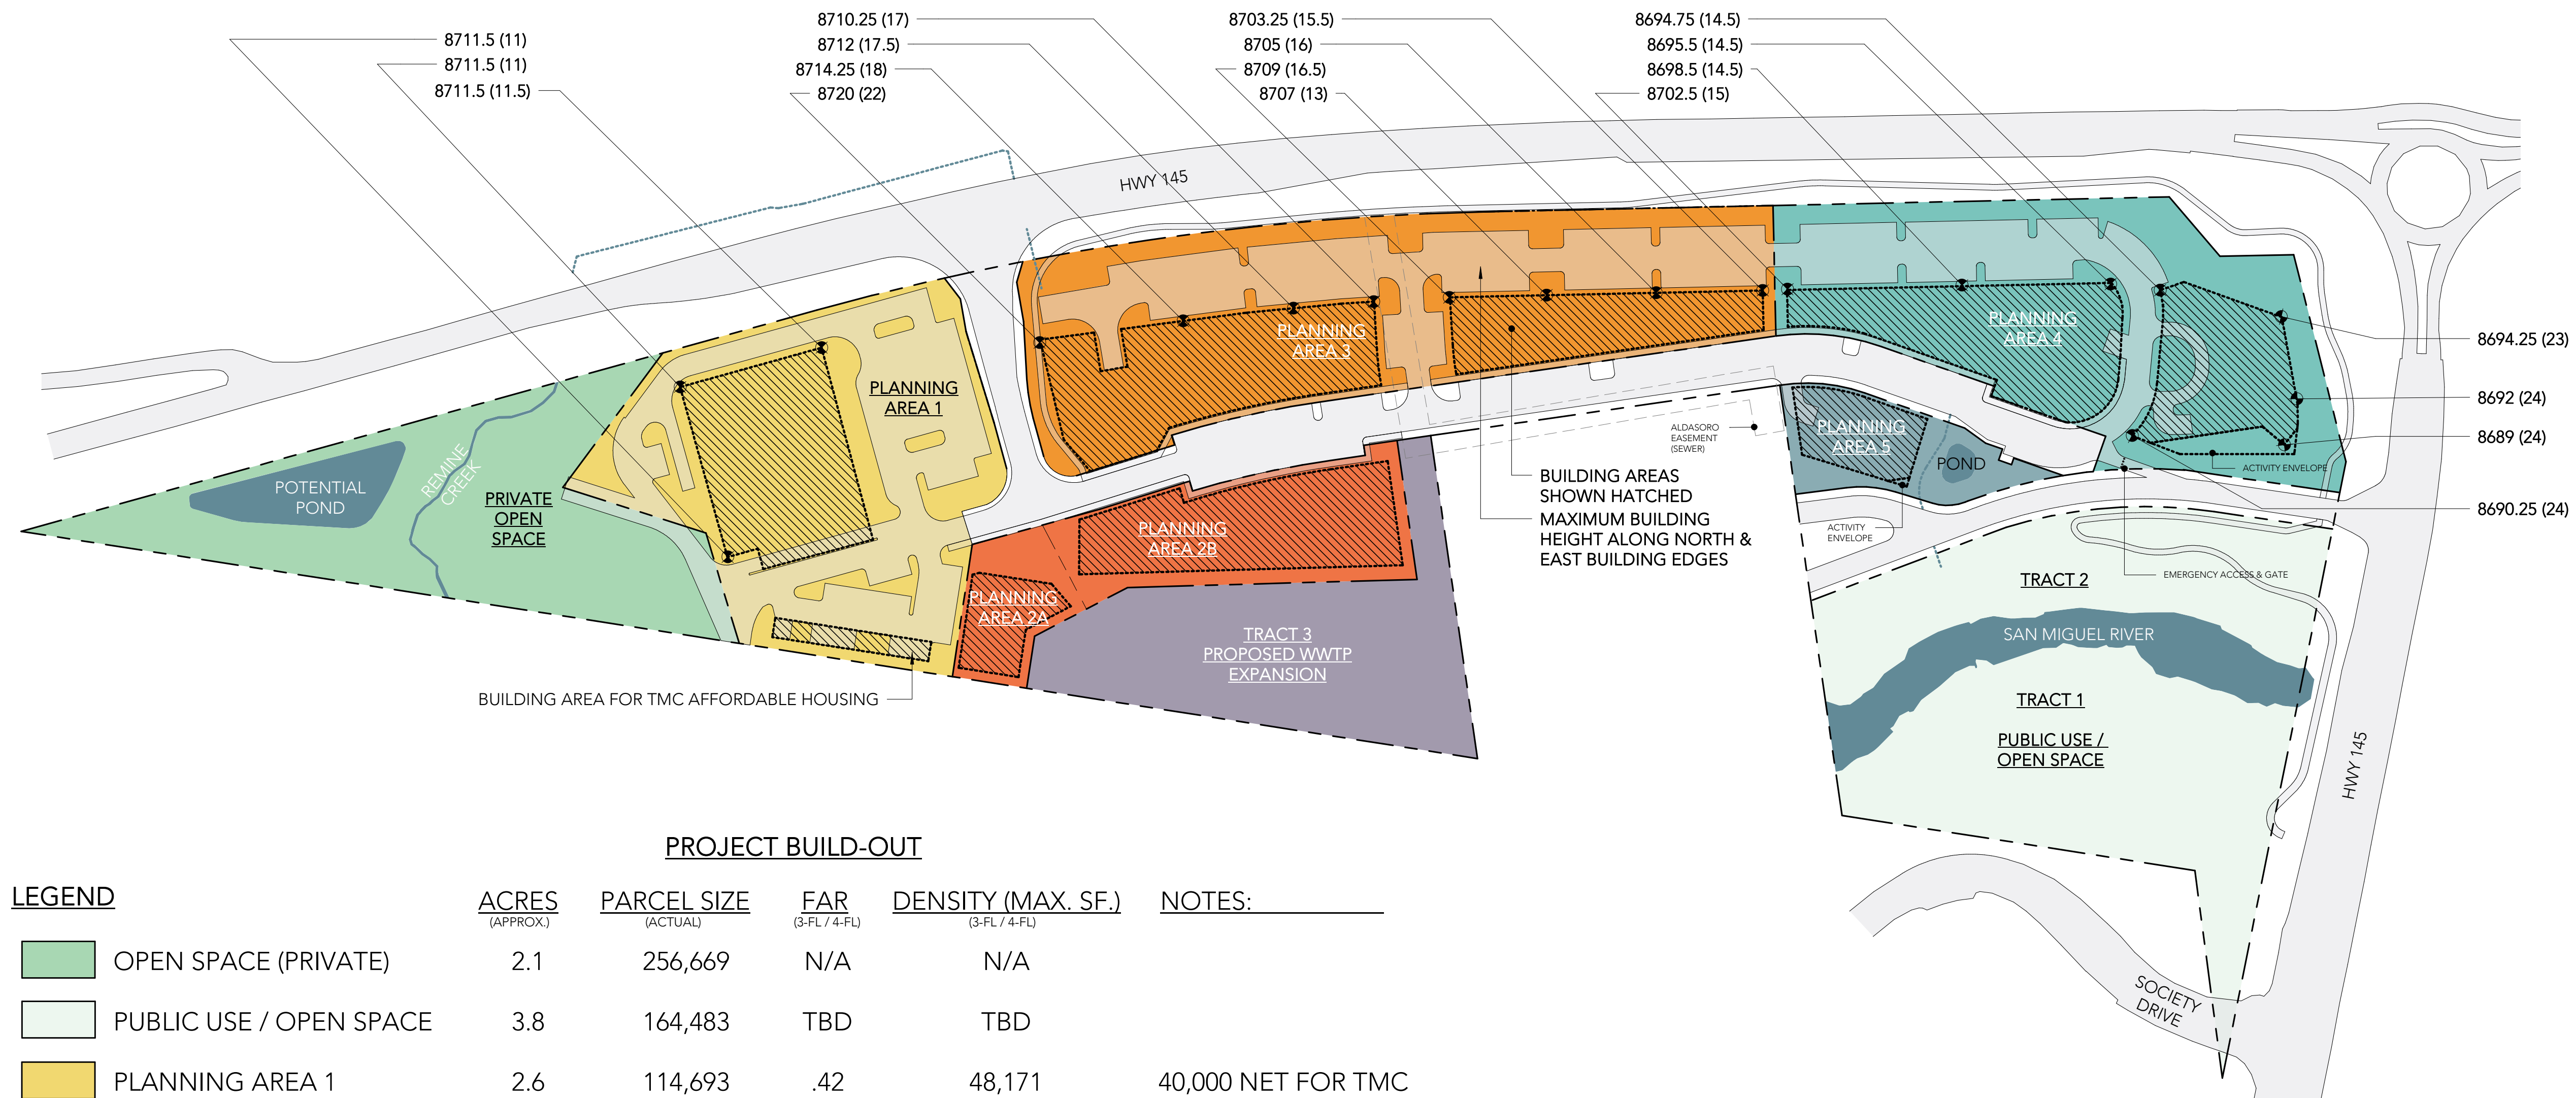 8711.5 (11)
8711.5 (11)
8711.5 (11.5)
8710.25 (17)
8712 (17.5)
8714.25 (18)
8720 (22)
8703.25 (15.5)
8705 (16)
8709 (16.5)
8707 (13)
8694.75 (14.5)
8695.5 (14.5)
8698.5 (14.5)
8702.5 (15)
HWY 145
8694.25 (23)
8692 (24)
8689 (24)
8690.25 (24)
POTENTIAL
POND
REMINE
CREEK
PRIVATE
OPEN
SPACE
PLANNING
AREA 1
PLANNING
AREA 3
PLANNING
AREA 4
PLANNING
AREA 5
POND
ALDASORO
EASEMENT
(SEWER)
ACTIVITY ENVELOPE
BUILDING AREAS
SHOWN HATCHED
MAXIMUM BUILDING
HEIGHT ALONG NORTH &
EAST BUILDING EDGES
ACTIVITY
ENVELOPE
EMERGENCY ACCESS & GATE
PLANNING
AREA 2B
PLANNING
AREA 2A
TRACT 3
PROPOSED WWTP
EXPANSION
BUILDING AREA FOR TMC AFFORDABLE HOUSING
TRACT 2
SAN MIGUEL RIVER
TRACT 1
PUBLIC USE /
OPEN SPACE
HWY 145
SOCIETY
DRIVE
PROJECT BUILD-OUT
LEGEND
ACRES PARCEL SIZE FAR DENSITY (MAX. SF.) NOTES:
(APPROX.) (ACTUAL) (3-FL / 4-FL) (3-FL / 4-FL)
OPEN SPACE (PRIVATE) 2.1 256,669 N/A N/A
PUBLIC USE / OPEN SPACE 3.8 164,483 TBD TBD
PLANNING AREA 1 2.6 114,693 .42 48,171 40,000 NET FOR TMC